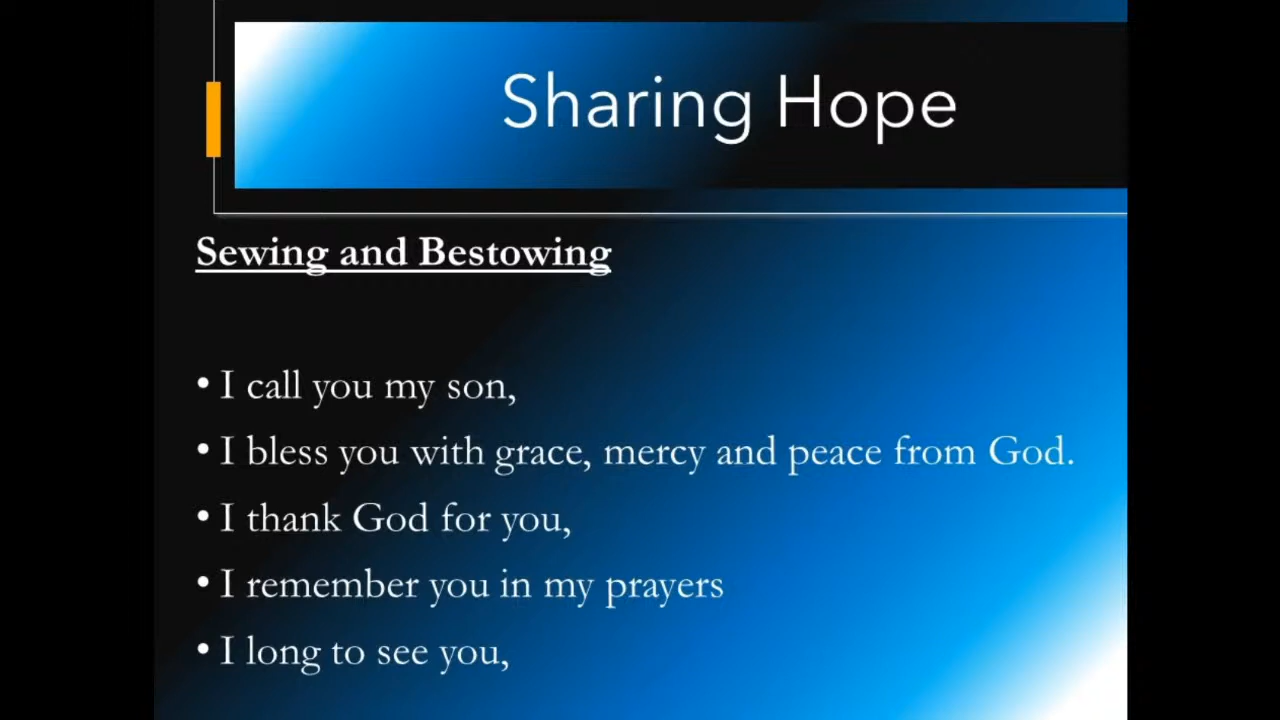 Sharing Hope
Sewing and Bestowing
• I call you my son,
• I bless you with grace, mercy and peace from God.
• I thank God for you,
• I remember you in my prayers
• I long to see you,